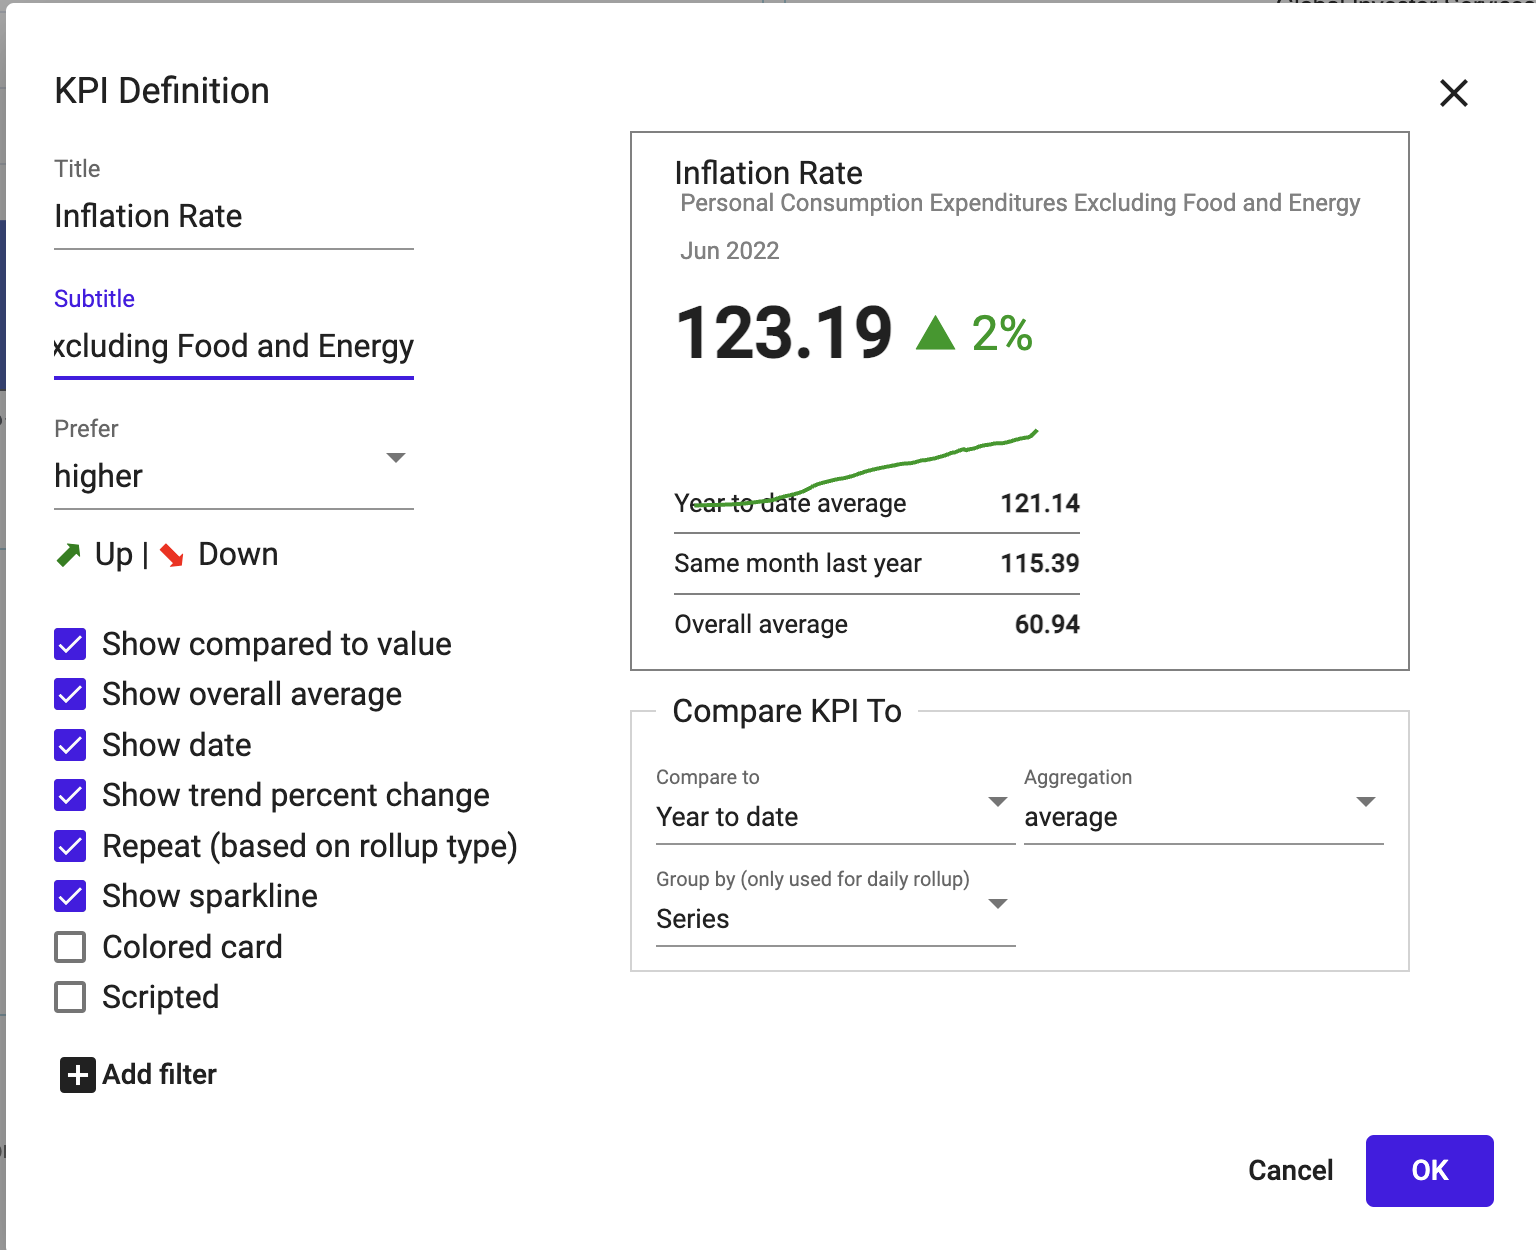 KPI Definition
Title
Inflation Rate
Subtitle
xcluding Food and Energy
Prefer
higher
Up | Down
Show compared to value
Show overall average
Show date
Show trend percent change
Repeat (based on rollup type)
Show sparkline
Colored card
Scripted
Add filter
Inflation Rate
Personal Consumption Expenditures Excluding Food and Energy
Jun 2022
123.19 ▲ 2%
Year to date average 121.14
Same month last year 115.39
Overall average 60.94
Compare KPI To
Compare to
Year to date
Aggregation
average
Group by (only used for daily rollup)
Series
Cancel
OK